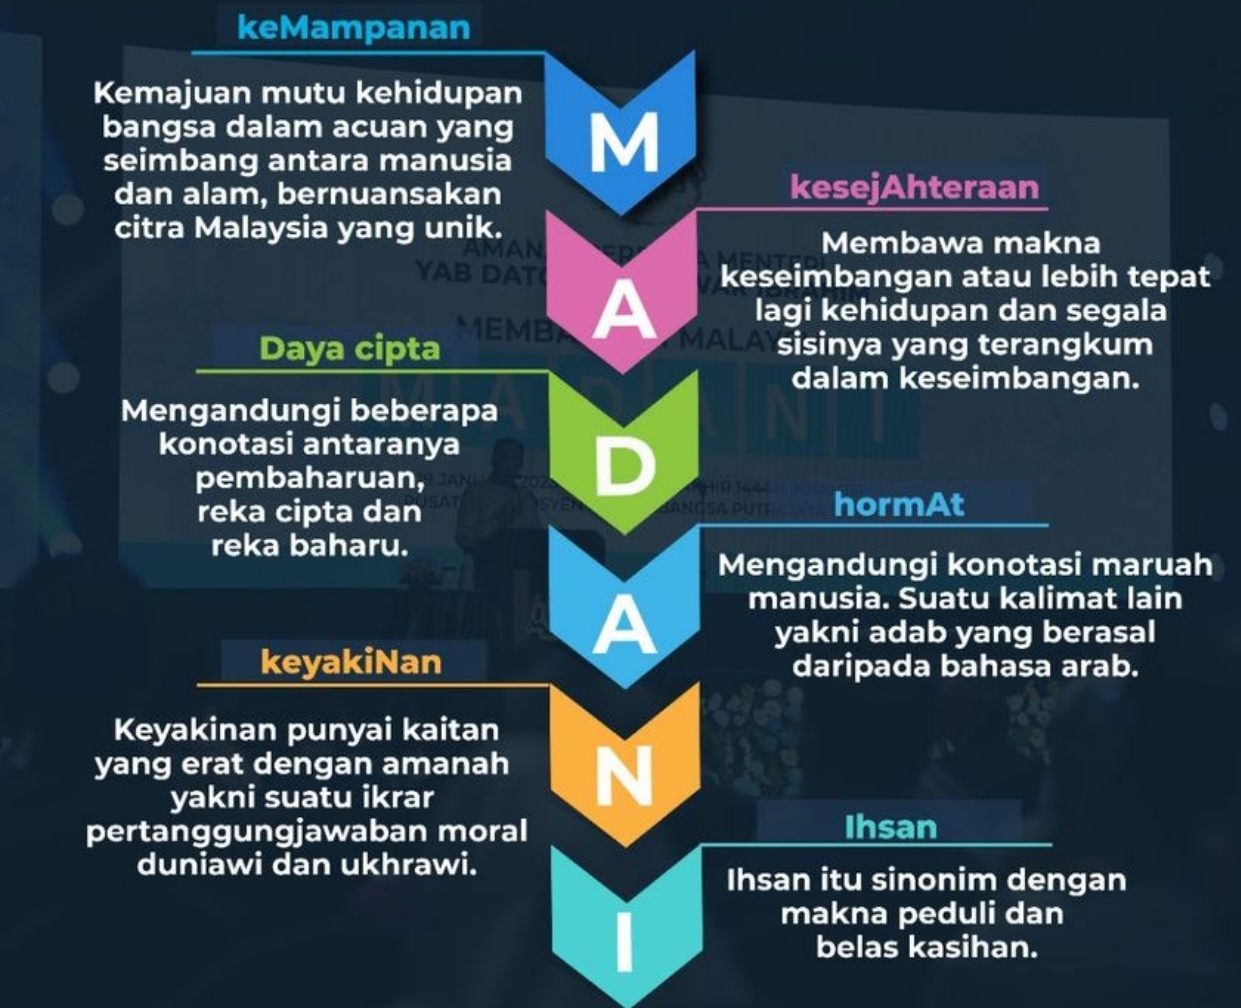 keMampanan
Kemajuan mutu kehidupan
bangsa dalam acuan yang
seimbang antara manusia
dan alam, bernuansakan
citra Malaysia yang unik.
M
kesejAhteraan
Membawa makna
keseimbangan atau lebih tepat
lagi kehidupan dan segala
sisinya yang terangkum
dalam keseimbangan.
A
Daya cipta
Mengandungi beberapa
konotasi antaranya
pembaharuan,
reka cipta dan
reka baharu.
D
hormAt
Mengandungi konotasi maruah
manusia. Suatu kalimat lain
yakni adab yang berasal
daripada bahasa arab.
A
keyakiNan
Keyakinan punyai kaitan
yang erat dengan amanah
yakni suatu ikrar
pertanggungjawaban moral
duniawi dan ukhrawi.
N
Ihsan
Ihsan itu sinonim dengan
makna peduli dan
belas kasihan.
I